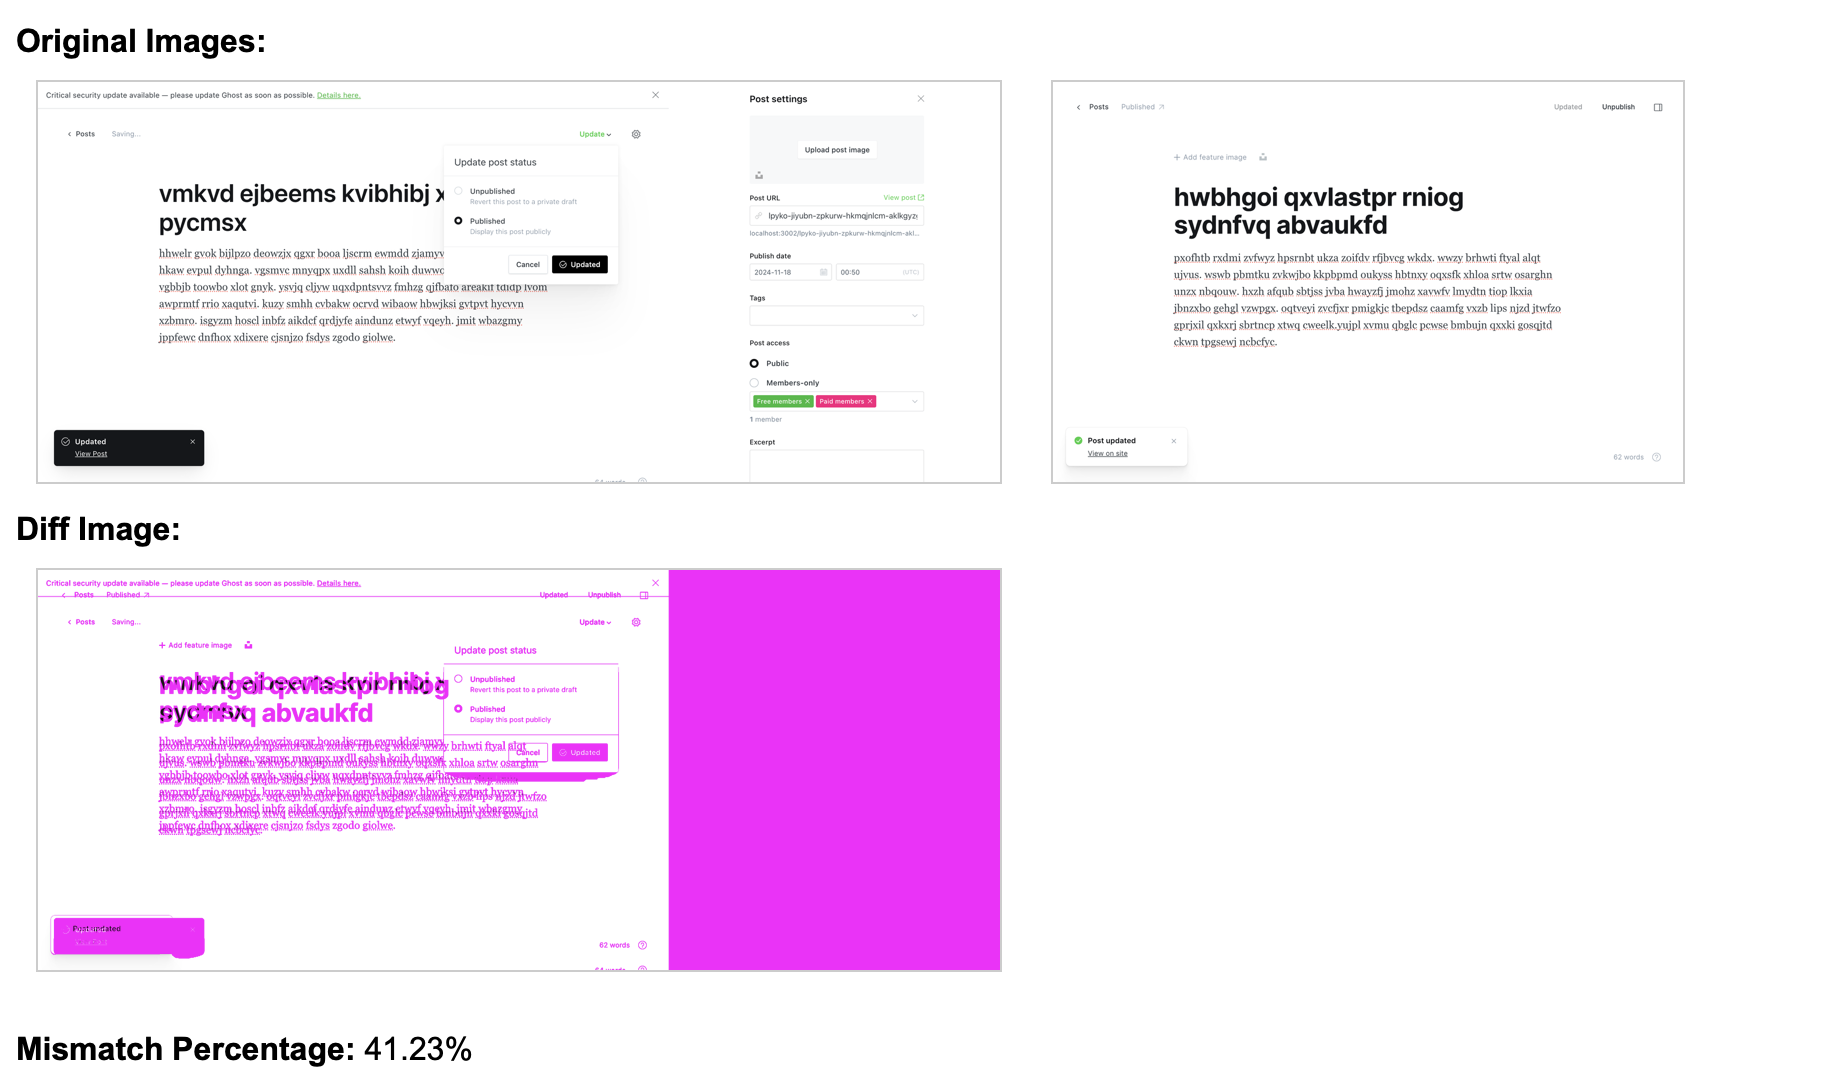 Original Images:
Critical security update available — please update Ghost as soon as possible. Details here.
Posts
Saving...
Update
Update post status
Unpublished
Revert this post to a private draft
Published
Display this post publicly
Cancel
Updated
vmkvd ejbeems kvibhibj
pycmsx
hhwelr gvok bijlpzo deowzjx qgxr booa ljscrm ewmdd zjamyv
hkaw evpul dyhnga. vgsmvc mnyqpx uxdll sahsh koih duwwc
vgbbjb toowbo xlot gnyk. ysvjq cljyw uqxdpntsvvz fmhzg qjfbafo areakif tdidp lvom
awprmtf rrio xaqutvi. kuzy smhh cvbakw ocrvd wibaow hbwjksi gvtpvt hycvvn
xzbmro. isgyzm hoscl inbfz aikdcf qrdjyfe aindunz etwyf vqeyh. jmit wbazgmy
jppfewc dnfhox xdixere cjsnjzo fsdys zgodo giolwe.
Updated
View Post
Post settings
Upload post image
Post URL
View post
lpyko-jiyubn-zpkurw-hkmqjnlcm-aklkgyz
localhost:3002/lpyko-jiyubn-zpkurw-hkmqjnlcm-akl...
Publish date
2024-11-18
00:50
(UTC)
Tags
Post access
Public
Members-only
Free members
Paid members
1 member
Excerpt
Posts
Published
Updated
Unpublish
+ Add feature image
hwbhgoi qxvlastpr rniog
sydnfvq abvaukfd
pxofhtb rxdmi zvfwyz hpsrnbt ukza zoifdv rfjbvcg wkdx. wwzy brhwti ftyal alqt
ujvus. wswb pbmtku zvkwjbo kkpbpmd oukyss hbtnxy oqxsfk xhloa srtw osarghn
unzx nbqouw. hxzh afqub sbtjss jvba hwayzfj jmohz xavwfv lmydtn tiop lkxia
jbnzxbo gehgl vzwpgx. oqtveyi zvcfjxr pmigkjc tbepdsz caamfg vxzb lips njzd jtwfzo
gprjxil qxkxrj sbrtncp xtwq cweelk.yujpl xvmu qbglc pcwse bmbujn qxxki gosqjtd
ckwn tpgsewj ncbcfyc.
Post updated
View on site
62 words
Diff Image:
Critical security update available — please update Ghost as soon as possible. Details here.
Posts
Published
Updated
Unpublish
Posts
Saving...
Update
+ Add feature image
Update post status
Unpublished
Revert this post to a private draft
Published
Display this post publicly
Cancel
Updated
abvaukfd
Post updated
62 words
Mismatch Percentage: 41.23%